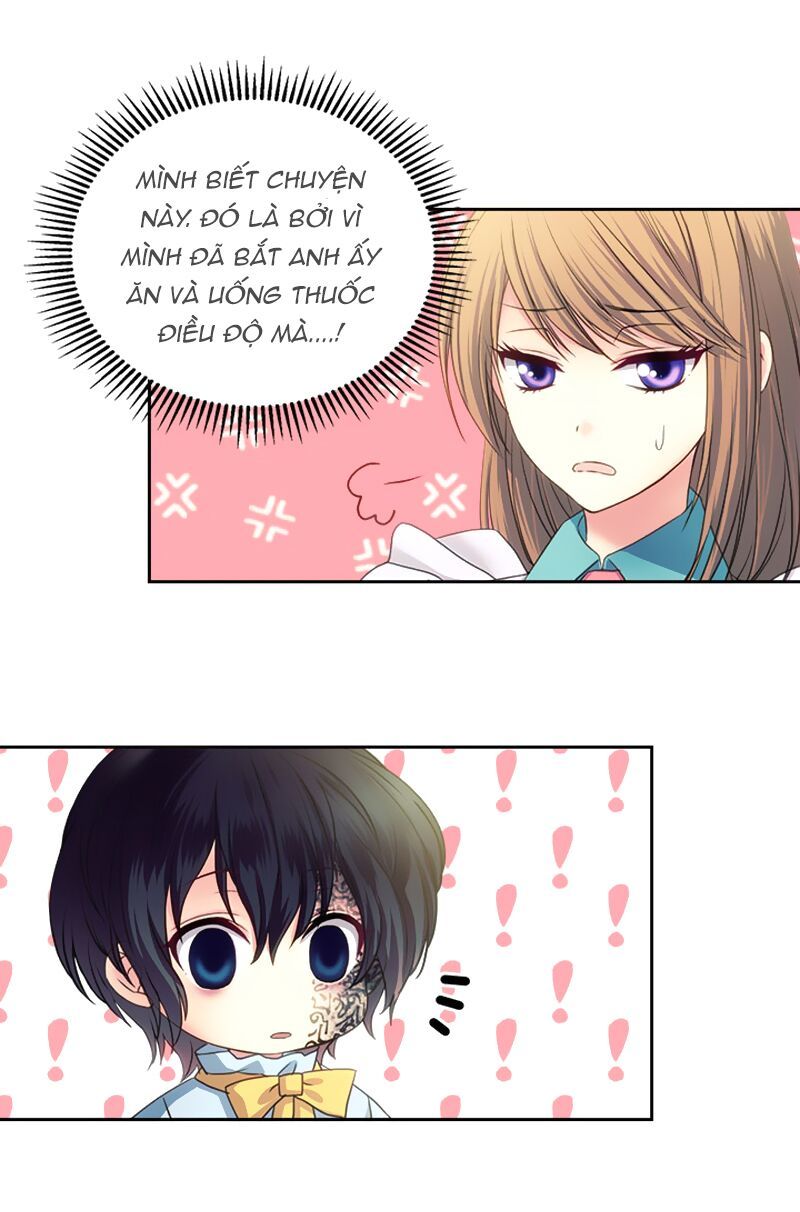 MÌNH BIẾT CHUYỆN
NÀY. ĐÓ LÀ BỞI VÌ
MÌNH ĐÃ BẮT ANH ẤY
ĂN VÀ UỐNG THUỐC
ĐIỀU ĐỘ MÀ....!